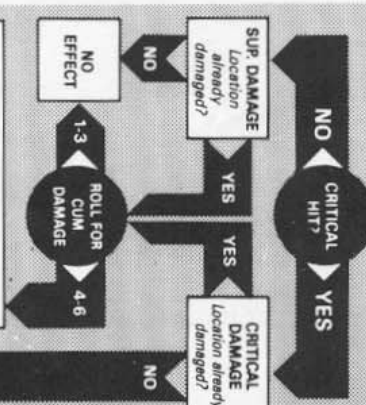 CRITICAL
HIT?
NO
YES
SUP. DAMAGE
Location
already
damaged?
CRITICAL
DAMAGE
Location already
damaged?
NO
YES
YES
NO
NO
EFFECT
1-3
ROLL FOR
CUM
DAMAGE
4-6